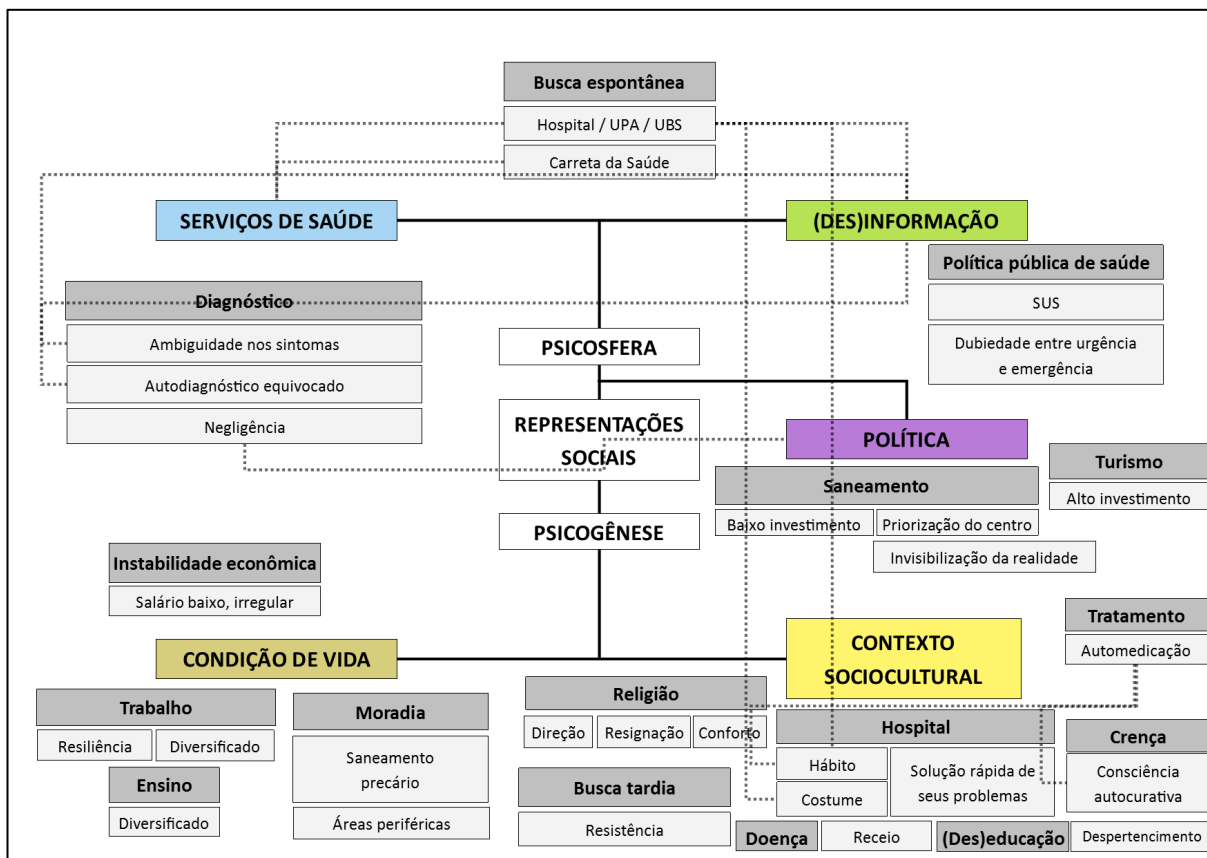 Busca espontânea
Hospital / UPA / UBS
Carreta da Saúde
SERVIÇOS DE SAÚDE
(DES)INFORMAÇÃO
Política pública de saúde
SUS
Dubiedade entre urgência
e emergência
Diagnóstico
Ambiguidade nos sintomas
Autodiagnóstico equivocado
Negligência
PSICOSFERA
REPRESENTAÇÕES
SOCIAIS
PSICOGÊNESE
POLÍTICA
Turismo
Alto investimento
Saneamento
Baixo investimento
Priorização do centro
Invisibilização da realidade
Instabilidade econômica
Salário baixo, irregular
Tratamento
Automedicação
CONDIÇÃO DE VIDA
CONTEXTO
SOCIOCULTURAL
Trabalho
Resiliência
Diversificado
Ensino
Diversificado
Moradia
Saneamento
precário
Áreas periféricas
Religião
Direção
Resignação
Conforto
Busca tardia
Resistência
Hospital
Hábito
Costume
Solução rápida de
seus problemas
Crença
Consciência
autocurativa
Doença
Receio
(Des)educação
Despertencimento